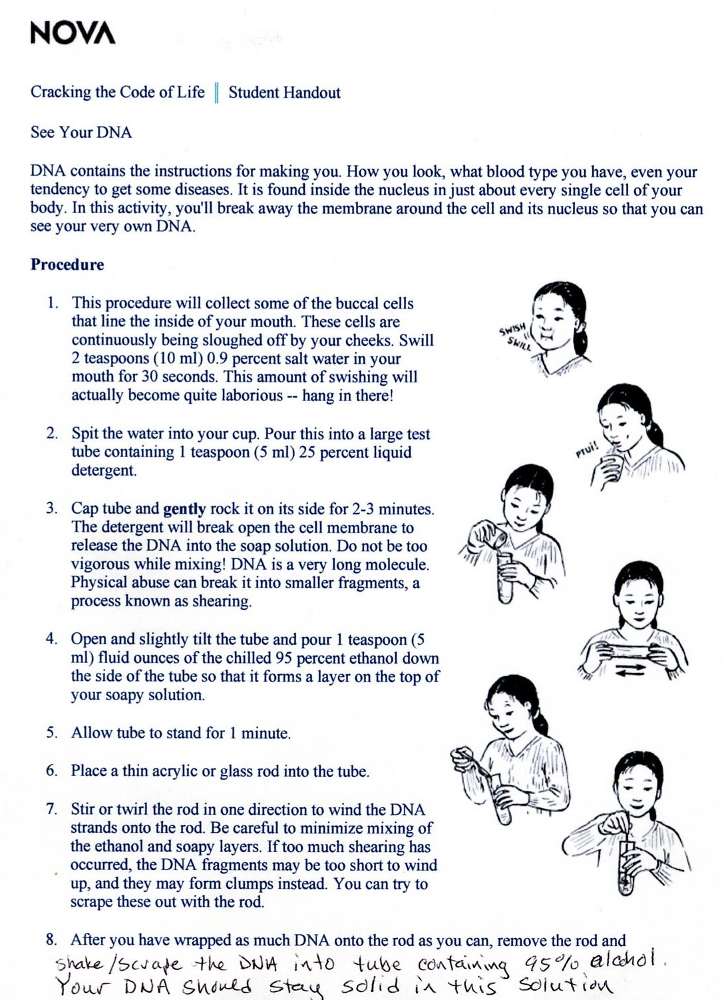 NOVA
Cracking the Code of Life || Student Handout
See Your DNA
DNA contains the instructions for making you. How you look, what blood type you have, even your
tendency to get some diseases. It is found inside the nucleus in just about every single cell of your
body. In this activity, you'll break away the membrane around the cell and its nucleus so that you can
see your very own DNA.
Procedure
1. This procedure will collect some of the buccal cells
that line the inside of your mouth. These cells are
continuously being sloughed off by your cheeks. Swill
2 teaspoons (10 ml) 0.9 percent salt water in your
mouth for 30 seconds. This amount of swishing will
actually become quite laborious -- hang in there!
SWISH
SWILL
2. Spit the water into your cup. Pour this into a large test
tube containing 1 teaspoon (5 ml) 25 percent liquid
detergent.
PTUI!
3. Cap tube and gently rock it on its side for 2-3 minutes.
The detergent will break open the cell membrane to
release the DNA into the soap solution. Do not be too
vigorous while mixing! DNA is a very long molecule.
Physical abuse can break it into smaller fragments, a
process known as shearing.
4. Open and slightly tilt the tube and pour 1 teaspoon (5
ml) fluid ounces of the chilled 95 percent ethanol down
the side of the tube so that it forms a layer on the top of
your soapy solution.
5. Allow tube to stand for 1 minute.
6. Place a thin acrylic or glass rod into the tube.
7. Stir or twirl the rod in one direction to wind the DNA
strands onto the rod. Be careful to minimize mixing of
the ethanol and soapy layers. If too much shearing has
occurred, the DNA fragments may be too short to wind
up, and they may form clumps instead. You can try to
scrape these out with the rod.
8. After you have wrapped as much DNA onto the rod as you can, remove the rod and
shake/scrape the DNA into tube containing 95% alcohol.
Your DNA should stay solid in this solution